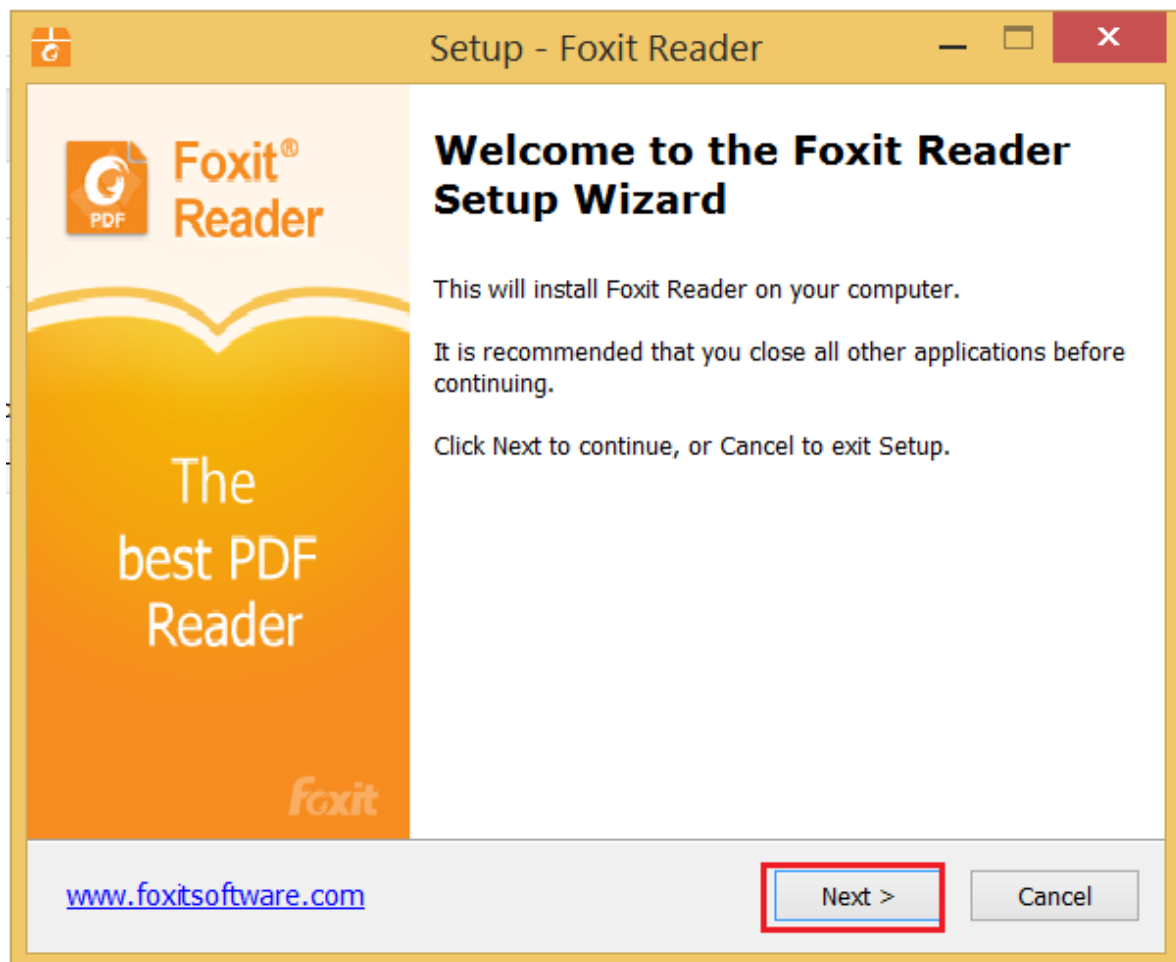 Setup - Foxit Reader
Foxit®
Reader
PDF
The
best PDF
Reader
foxit
Welcome to the Foxit Reader
Setup Wizard
This will install Foxit Reader on your computer.
It is recommended that you close all other applications before
continuing.
Click Next to continue, or Cancel to exit Setup.
www.foxitsoftware.com
Next >
Cancel